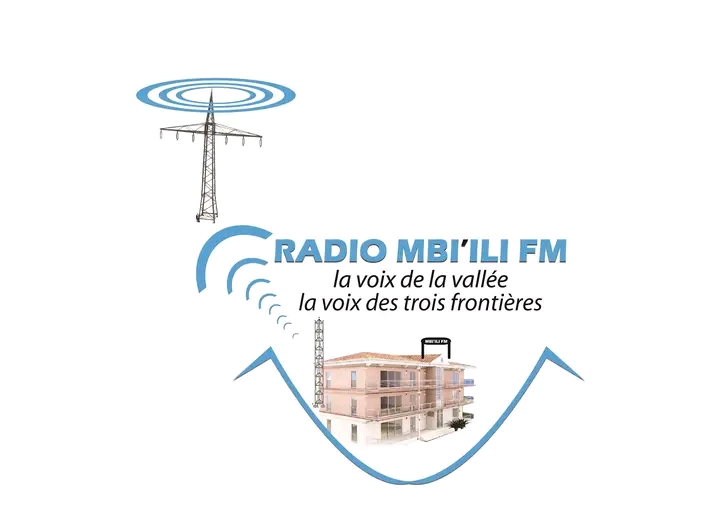 RADIO MBI'ILI FM
la voix de la vallée
la voix des trois frontières
MBI'ILI FM